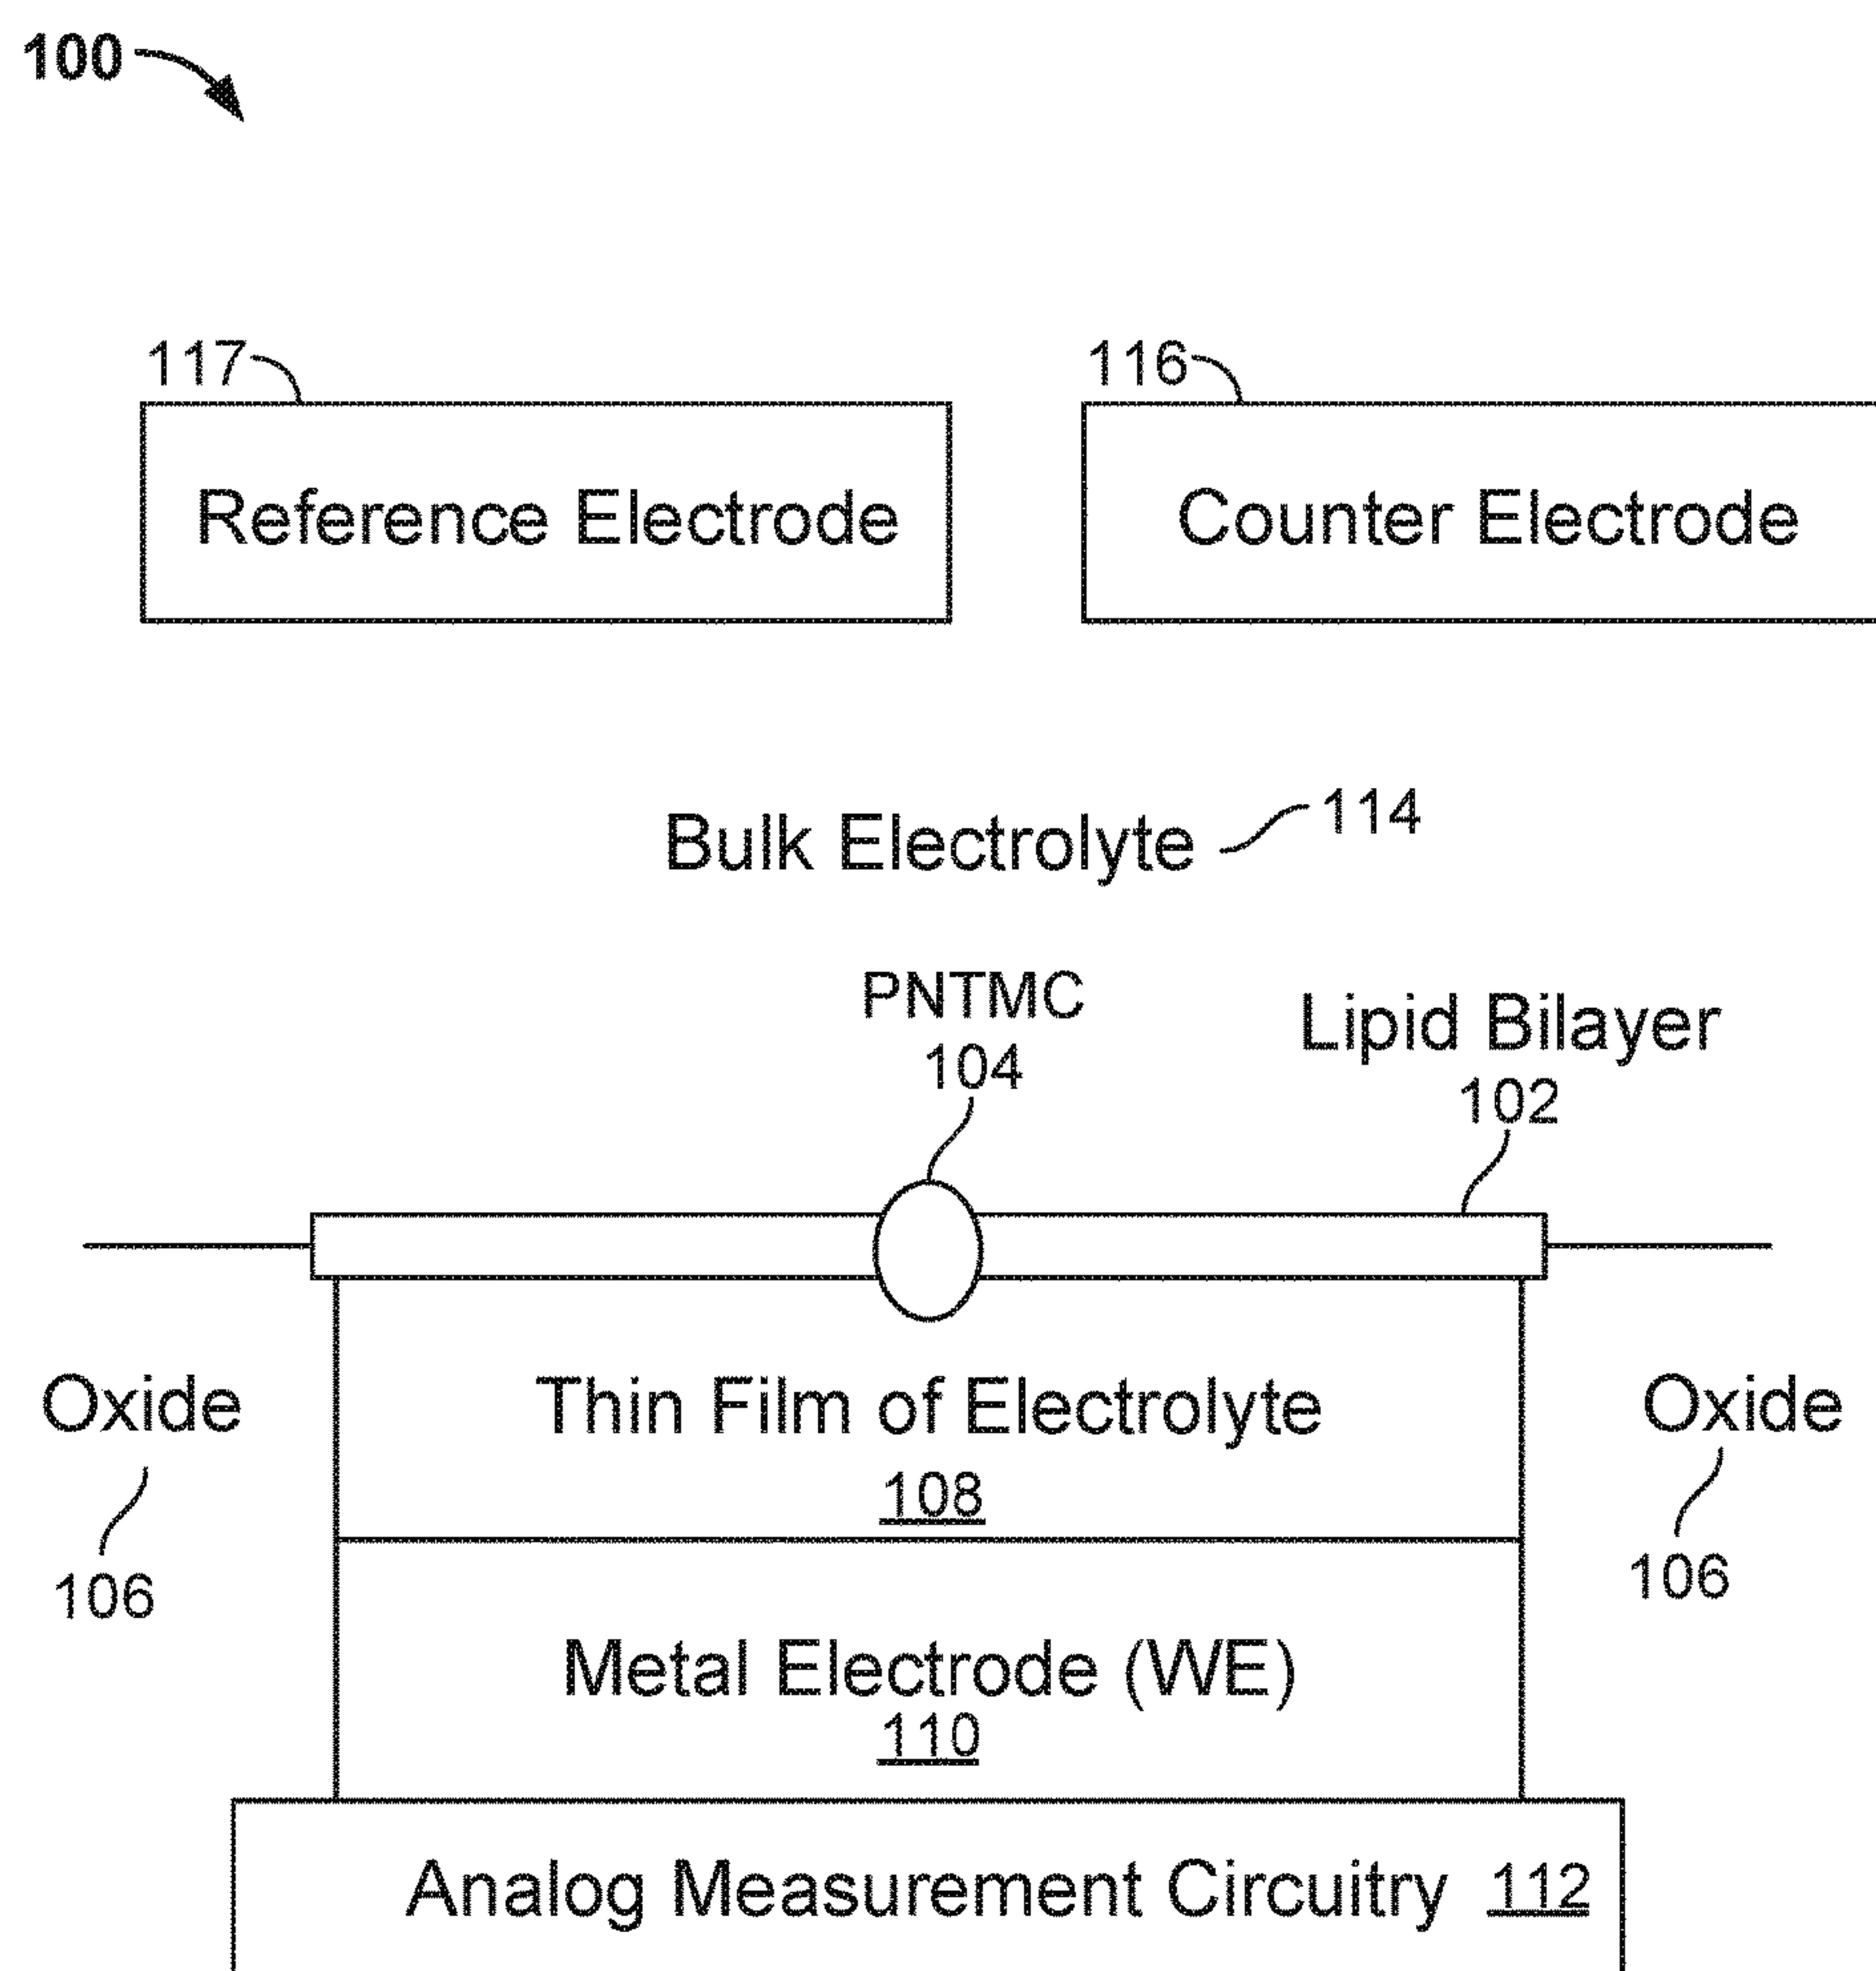 100
117
116
Reference Electrode
Counter Electrode
Bulk Electrolyte
114
PNTMC
104
Lipid Bilayer
102
Oxide
Thin Film of Electrolyte
108
Oxide
106
106
Metal Electrode (WE)
110
Analog Measurement Circuitry 112